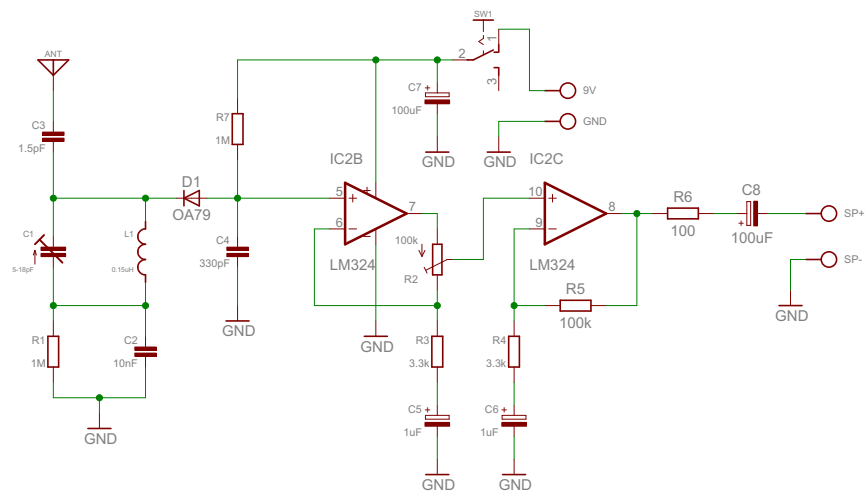 ANT
SW1
2
1
3
C7
+
100uF
9V
GND
GND
GND
C3
1.5pF
R7
1M
IC2B
IC2C
D1
OA79
5
+
6
−
7
LM324
10
+
9
−
8
LM324
R6
100
C8
+
100uF
SP+
SP-
GND
C1
5-18pF
L1
0.15uH
C4
330pF
GND
100k
R2
GND
R5
100k
R1
1M
C2
10nF
GND
R3
3.3k
R4
3.3k
C5
+
1uF
C6
+
1uF
GND
GND